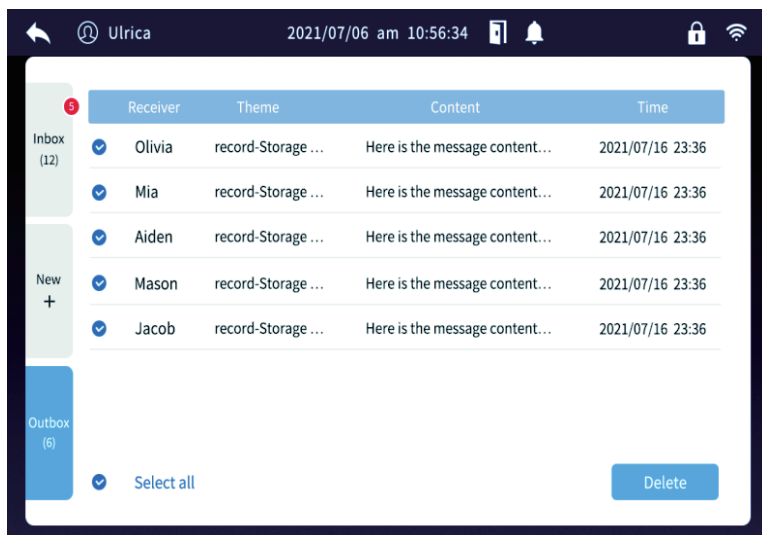 Ulrica 2021/07/06 am 10:56:34
5
Inbox
(12)
New
+
Outbox
(6)
Receiver Theme Content Time
Olivia record-Storage ... Here is the message content... 2021/07/16 23:36
Mia record-Storage ... Here is the message content... 2021/07/16 23:36
Aiden record-Storage ... Here is the message content... 2021/07/16 23:36
Mason record-Storage ... Here is the message content... 2021/07/16 23:36
Jacob record-Storage ... Here is the message content... 2021/07/16 23:36
Select all Delete